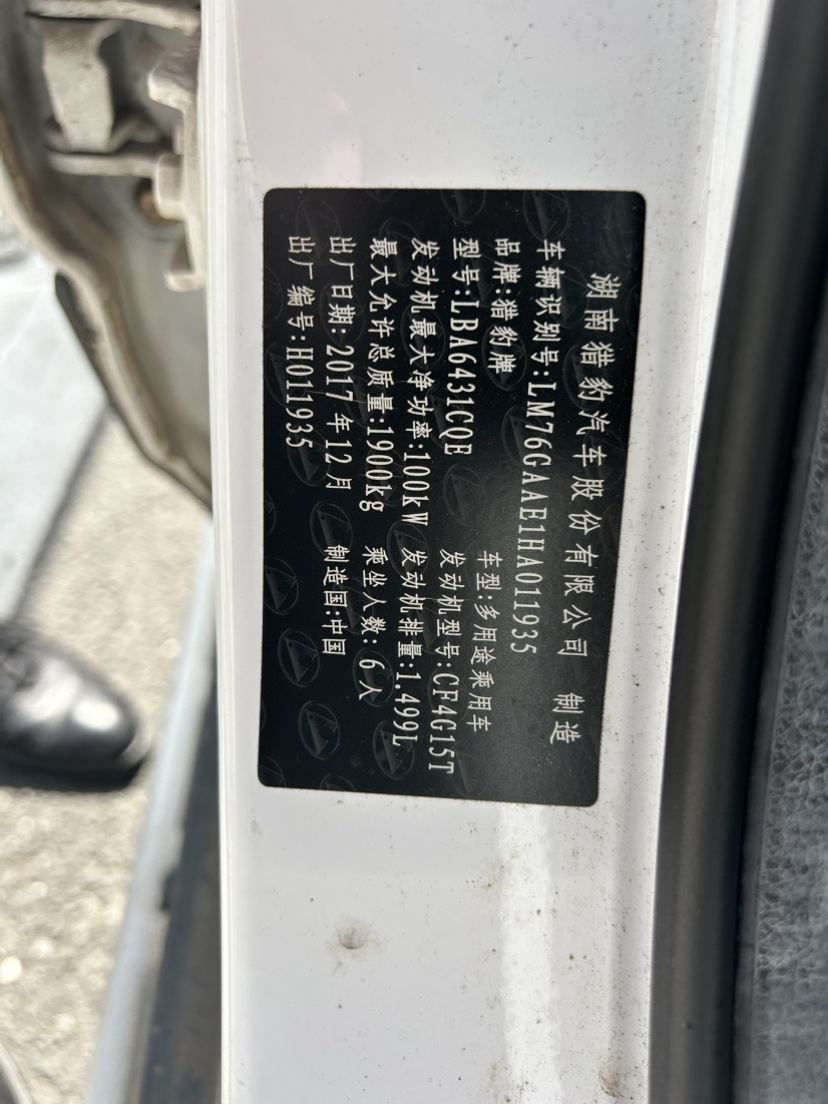 湖南猎豹汽车股份有限公司 制造
车辆识别号:LM76GAAE1HA011935
品牌:猎豹牌 车型:多用途乘用车
型号:LBA6431CQE 发动机型号:CF4G15T
发动机最大净功率:100kW 发动机排量:1.499L
最大允许总质量:1900kg 乘坐人数:6人
出厂日期:2017年12月 制造国:中国
出厂编号:H011935